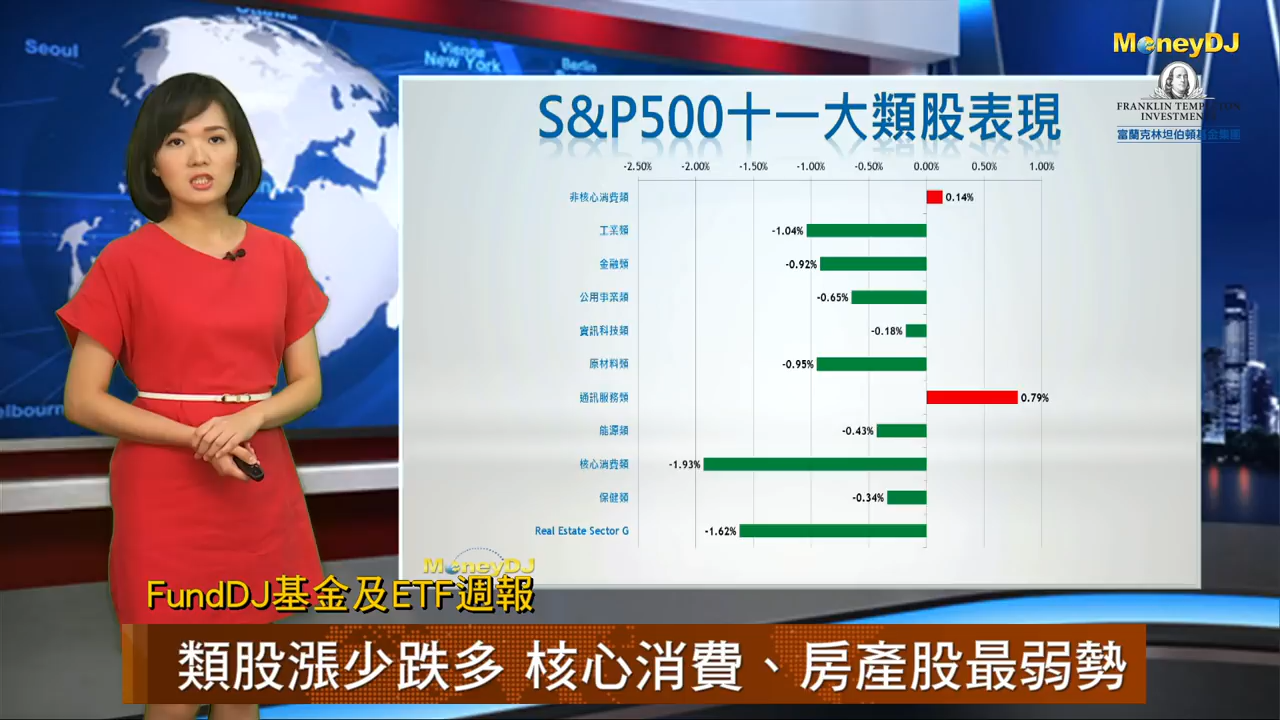 Seoul
Vienna
New York
Berlin
MoneyDJ
FRANKLIN TEMPLETON
INVESTMENTS
富蘭克林坦伯頓基金集團
S&P500十一大類股表現
-2.50% -2.00% -1.50% -1.00% -0.50% 0.00% 0.50% 1.00%
非核心消費類 0.14%
工業類 -1.04%
金融類 -0.92%
公用事業類 -0.65%
資訊科技類 -0.18%
原材料類 -0.95%
通訊服務類 0.79%
能源類 -0.43%
核心消費類 -1.93%
保健類 -0.34%
Real Estate Sector G -1.62%
MoneyDJ
FundDJ基金及ETF週報
類股漲少跌多 核心消費、房產股最弱勢